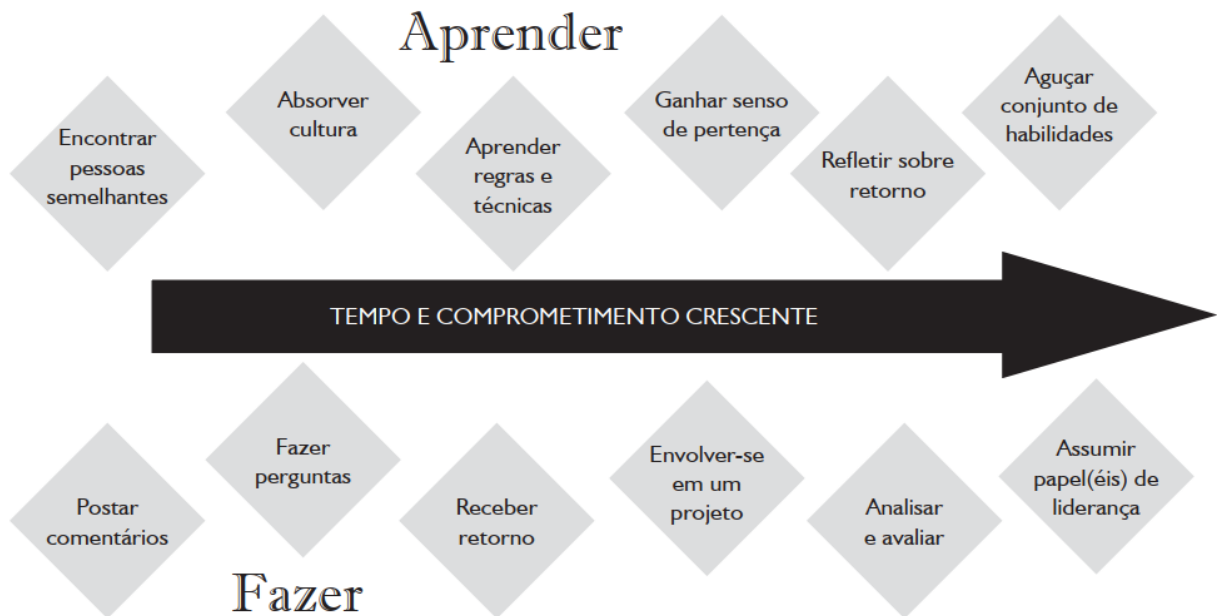 Aprender
Encontrar
pessoas
semelhantes
Absorver
cultura
Aprender
regras e
técnicas
Ganhar senso
de pertença
Refletir sobre
retorno
Aguçar
conjunto de
habilidades
TEMPO E COMPROMETIMENTO CRESCENTE
Postar
comentários
Fazer
perguntas
Receber
retorno
Envolver-se
em um
projeto
Analisar
e avaliar
Assumir
papel(éis) de
liderança
Fazer